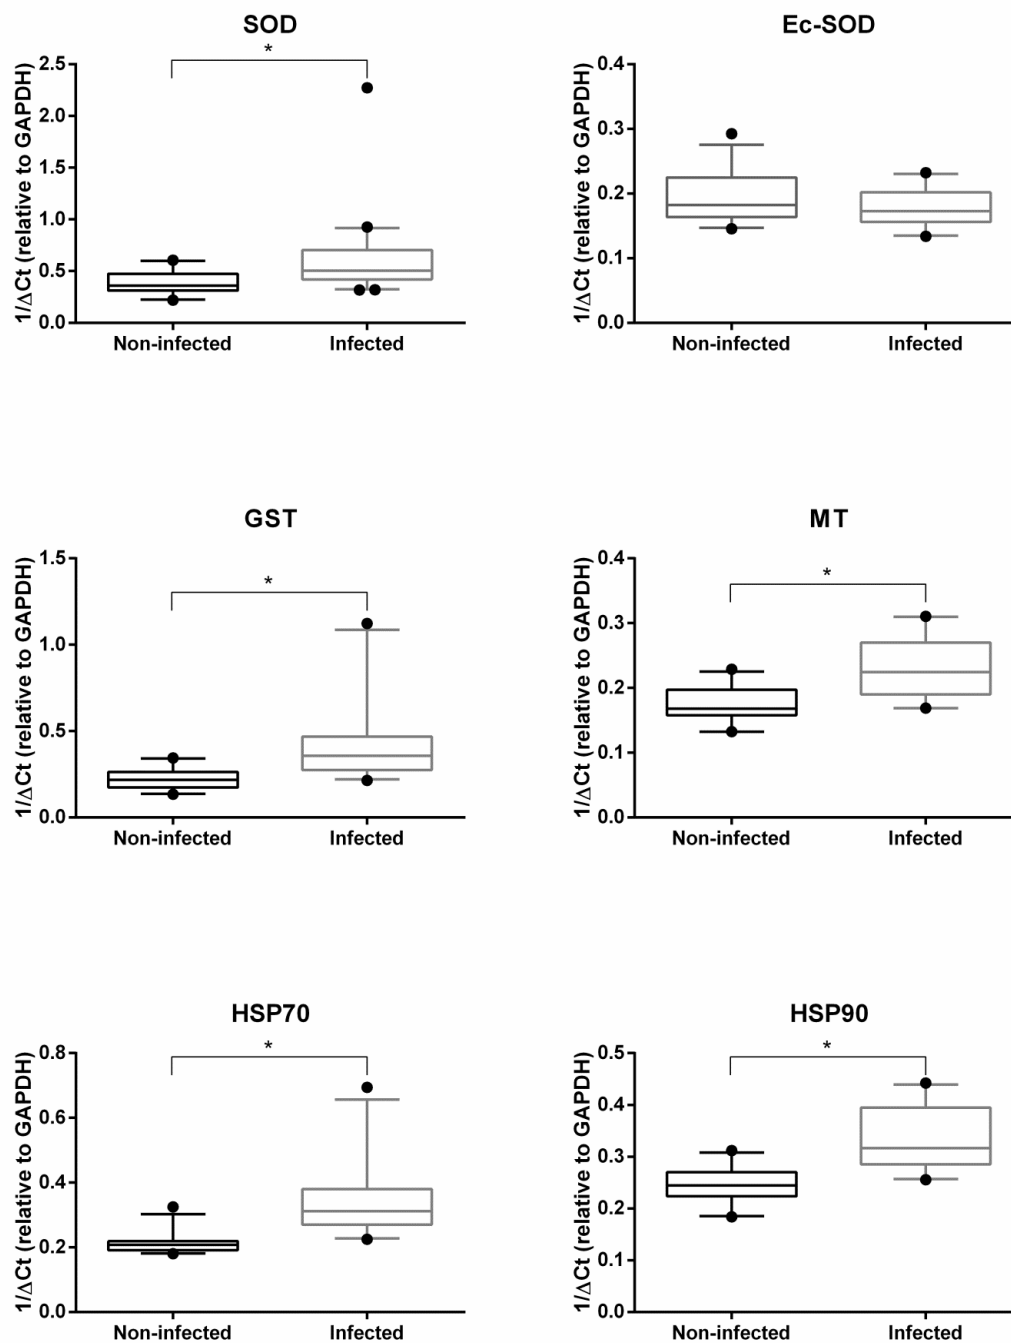 SOD
*
1/ΔCt (relative to GAPDH)
2.5
2.0
1.5
1.0
0.5
0.0
Non-infected Infected
Ec-SOD
1/ΔCt (relative to GAPDH)
0.4
0.3
0.2
0.1
0.0
Non-infected Infected
GST
*
1/ΔCt (relative to GAPDH)
1.5
1.0
0.5
0.0
Non-infected Infected
MT
*
1/ΔCt (relative to GAPDH)
0.4
0.3
0.2
0.1
0.0
Non-infected Infected
HSP70
*
1/ΔCt (relative to GAPDH)
0.8
0.6
0.4
0.2
0.0
Non-infected Infected
HSP90
*
1/ΔCt (relative to GAPDH)
0.5
0.4
0.3
0.2
0.1
0.0
Non-infected Infected